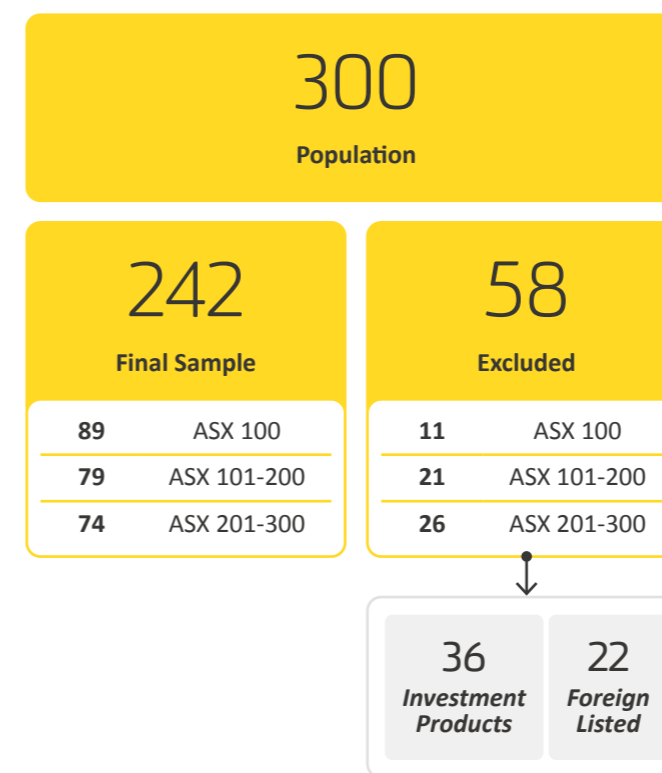 300
Population
242
Final Sample
89 ASX 100
79 ASX 101-200
74 ASX 201-300
58
Excluded
11 ASX 100
21 ASX 101-200
26 ASX 201-300
36
Investment
Products
22
Foreign
Listed